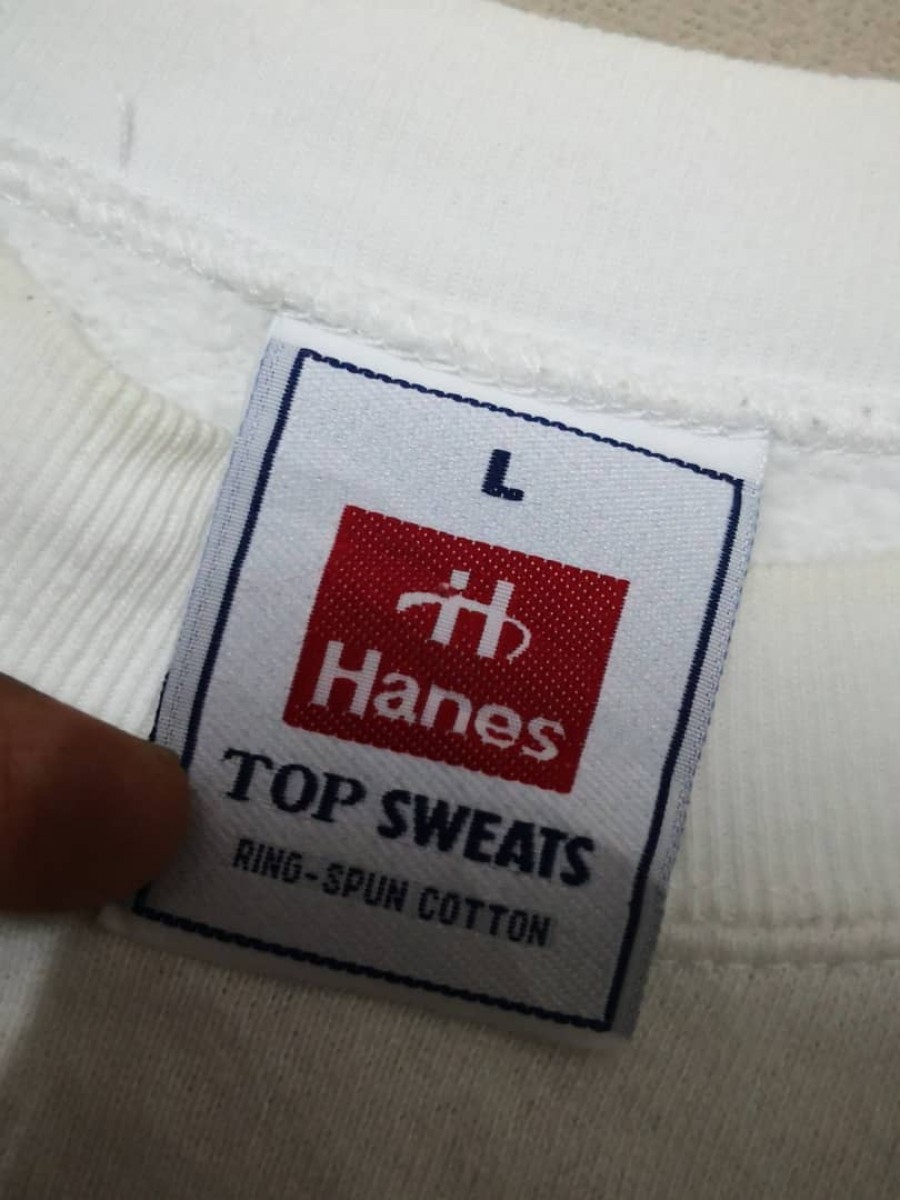 L
Hanes
TOP SWEATS
RING-SPUN COTTON